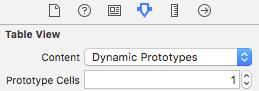 Table View
Content Dynamic Prototypes
Prototype Cells 1